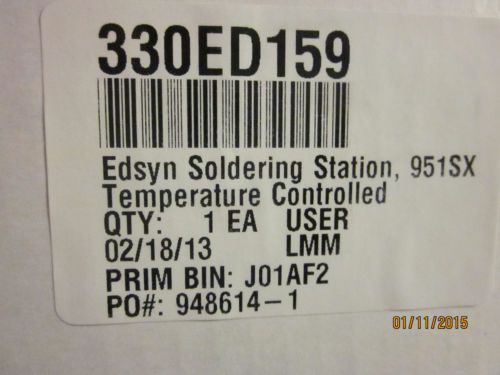 330ED159
Edsyn Soldering Station, 951SX
Temperature Controlled
QTY: 1 EA USER
02/18/13 LMM
PRIM BIN: J01AF2
PO#: 948614-1
01/11/2015